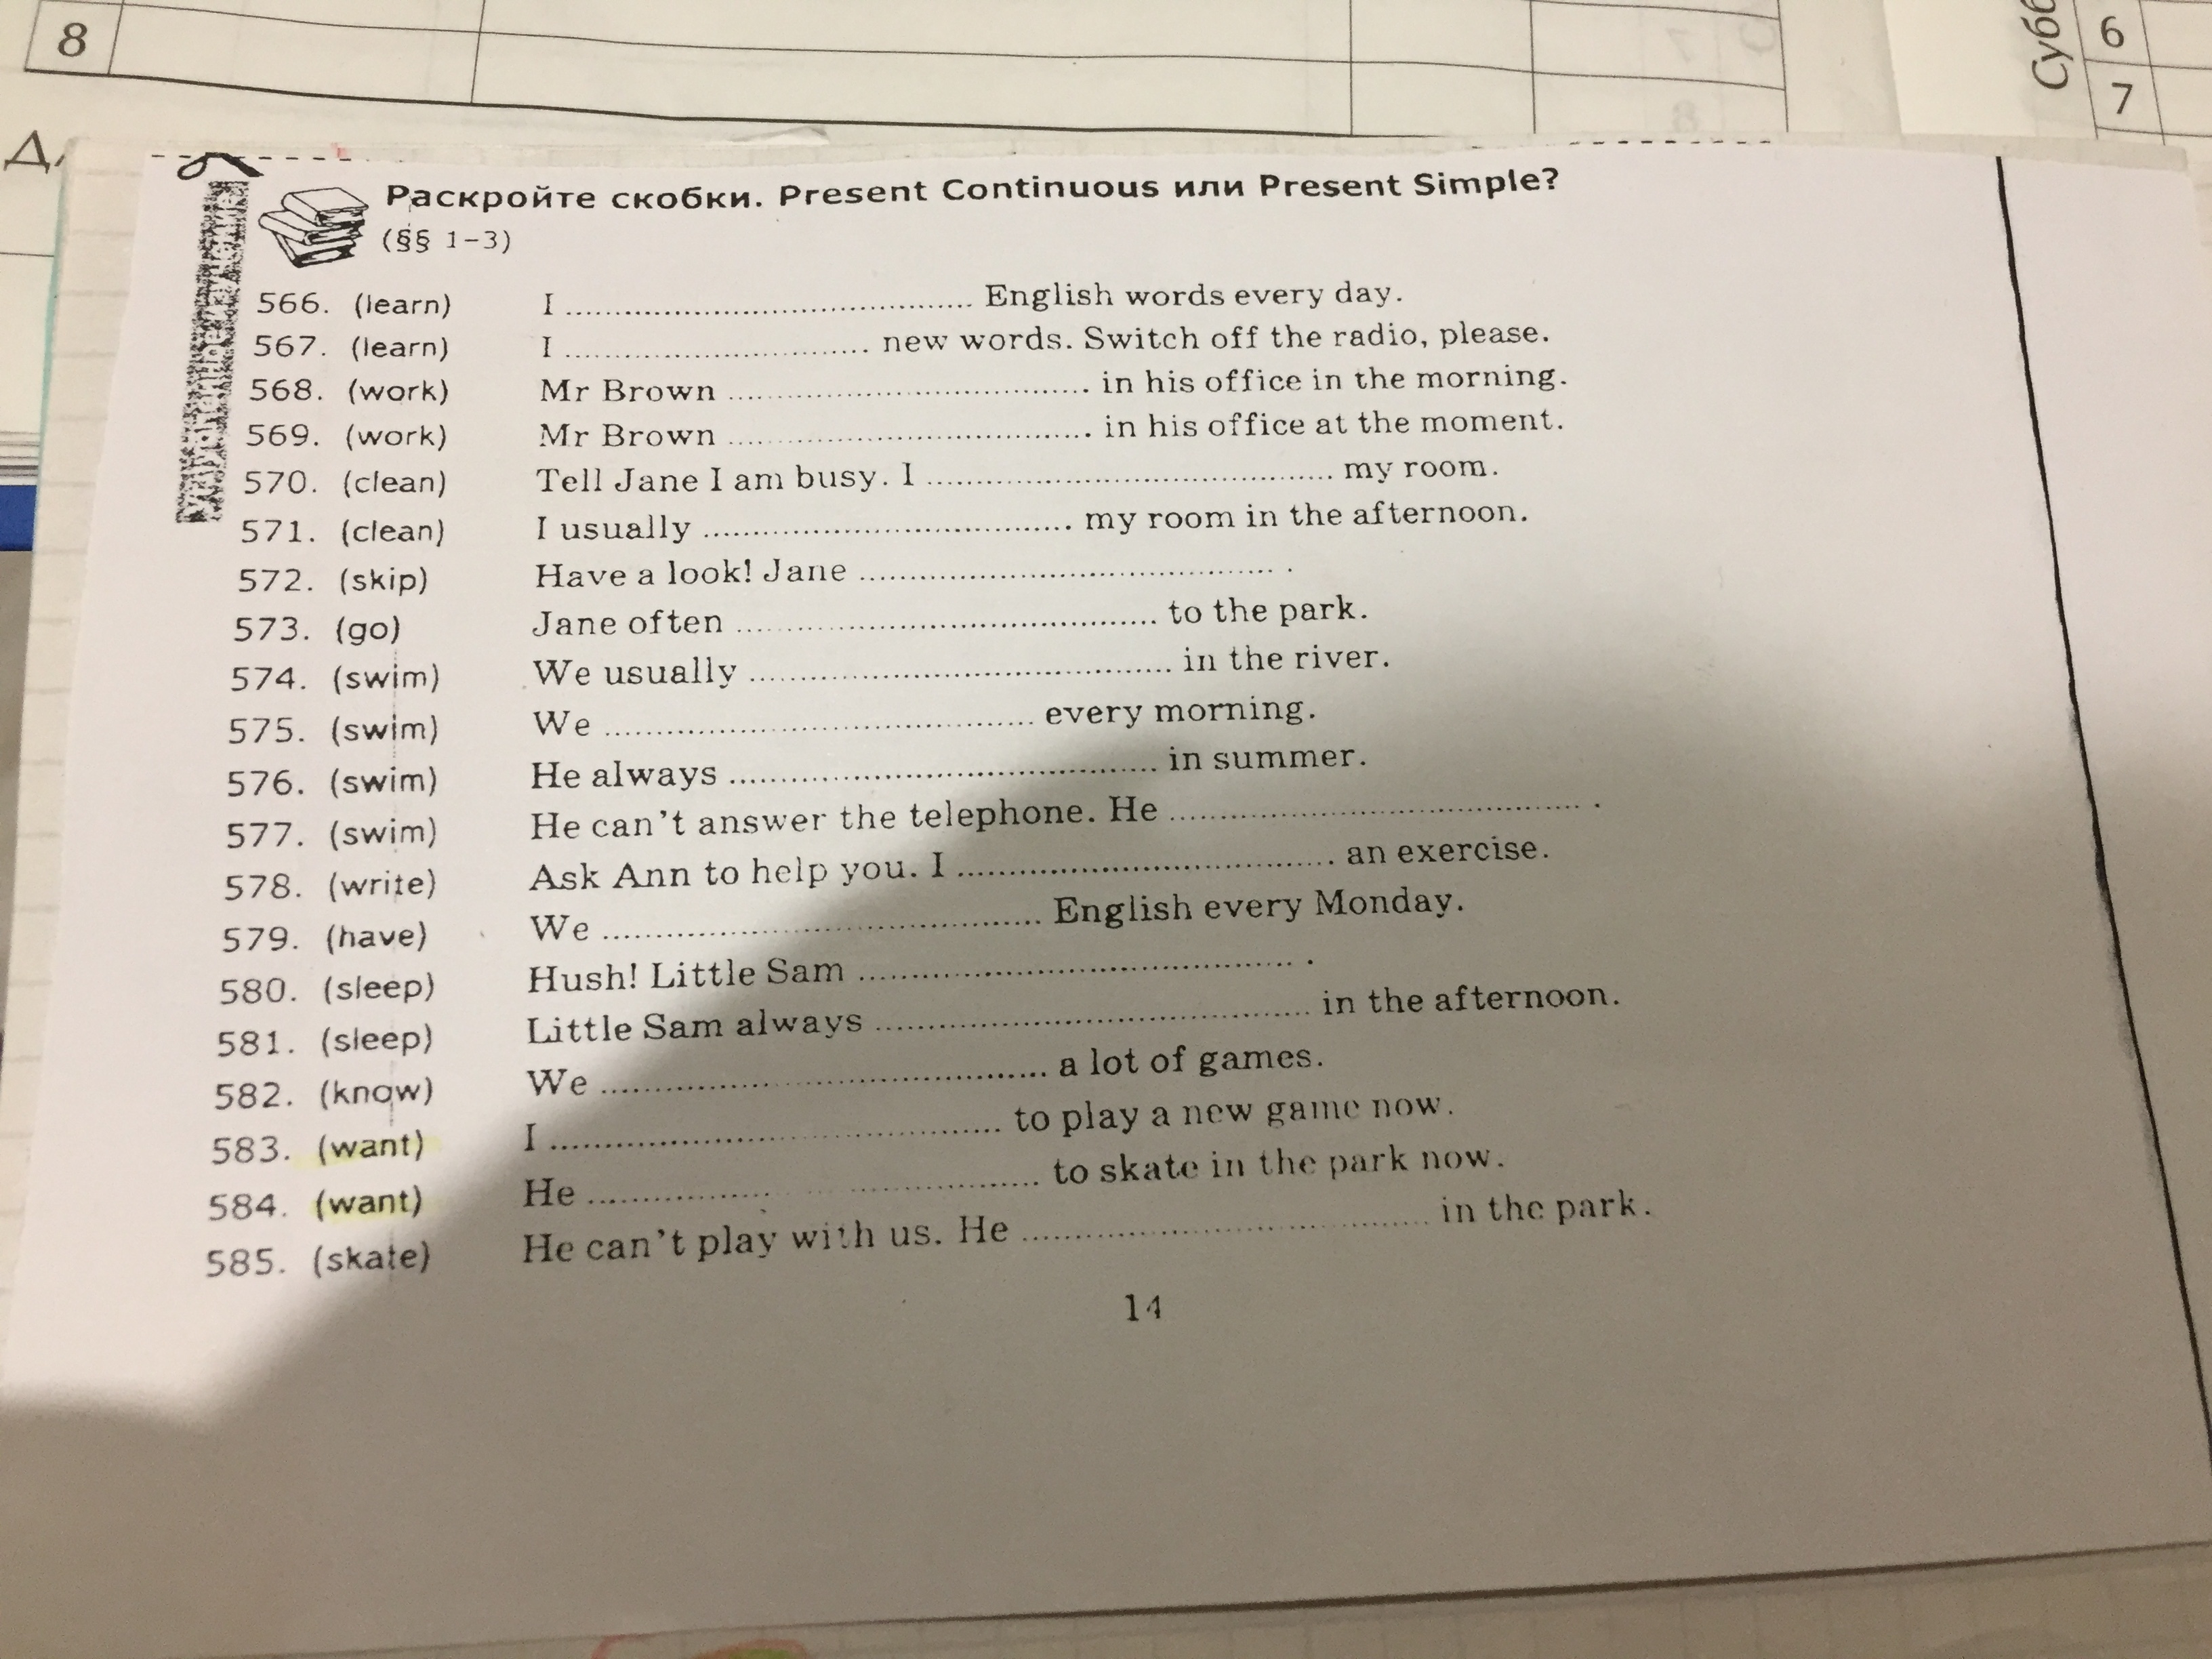 8
Субб
6
7
Раскройте скобки. Present Continuous или Present Simple?
(§§ 1–3)
566. (learn) I ........................................ English words every day.
567. (learn) I ........................................ new words. Switch off the radio, please.
568. (work) Mr Brown ........................................ in his office in the morning.
569. (work) Mr Brown ........................................ in his office at the moment.
570. (clean) Tell Jane I am busy. I ........................................ my room.
571. (clean) I usually ........................................ my room in the afternoon.
572. (skip) Have a look! Jane ........................................ .
573. (go) Jane often ........................................ to the park.
574. (swim) We usually ........................................ in the river.
575. (swim) We ........................................ every morning.
576. (swim) He always ........................................ in summer.
577. (swim) He can't answer the telephone. He ........................................ .
578. (write) Ask Ann to help you. I ........................................ an exercise.
579. (have) We ........................................ English every Monday.
580. (sleep) Hush! Little Sam ........................................ .
581. (sleep) Little Sam always ........................................ in the afternoon.
582. (know) We ........................................ a lot of games.
583. (want) I ........................................ to play a new game now.
584. (want) He ........................................ to skate in the park now.
585. (skate) He can't play with us. He ........................................ in the park.
14